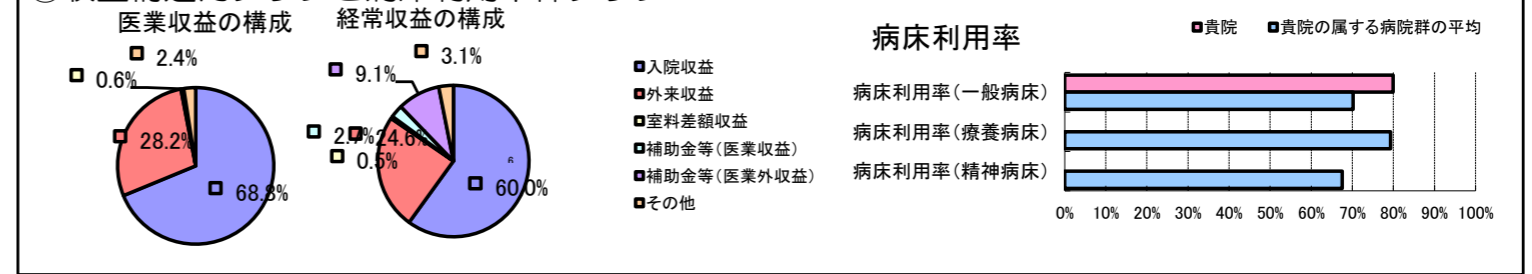 医業収益の構成
2.4%
0.6%
28.2%
68.8%
経常収益の構成
3.1%
9.1%
24.6%
0.5%
60.0%
入院収益
外来収益
室料差額収益
補助金等(医業収益)
補助金等(医業外収益)
その他
病床利用率
貴院
貴院の属する病院群の平均
病床利用率(一般病床)
病床利用率(療養病床)
病床利用率(精神病床)
0% 10% 20% 30% 40% 50% 60% 70% 80% 90% 100%